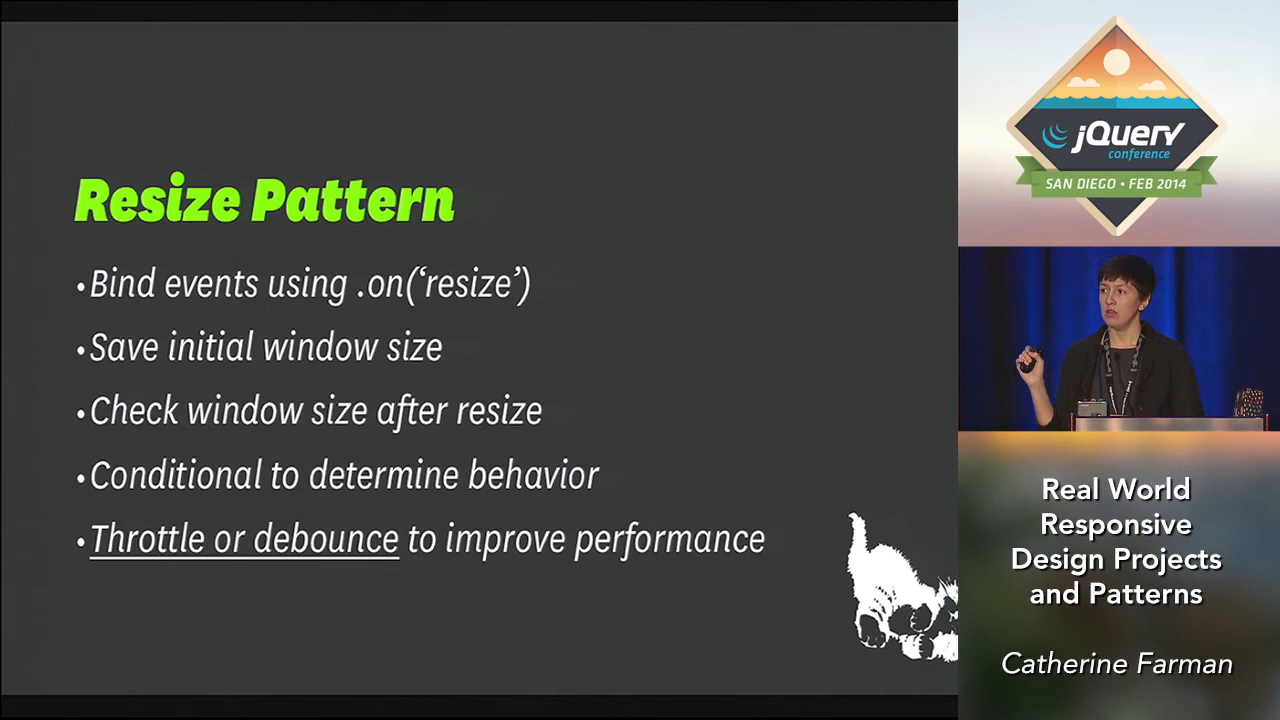 Resize Pattern
•Bind events using .on(‘resize’)
•Save initial window size
•Check window size after resize
•Conditional to determine behavior
•Throttle or debounce to improve performance
jQuery
conference
SAN DIEGO • FEB 2014
Real World
Responsive
Design Projects
and Patterns
Catherine Farman